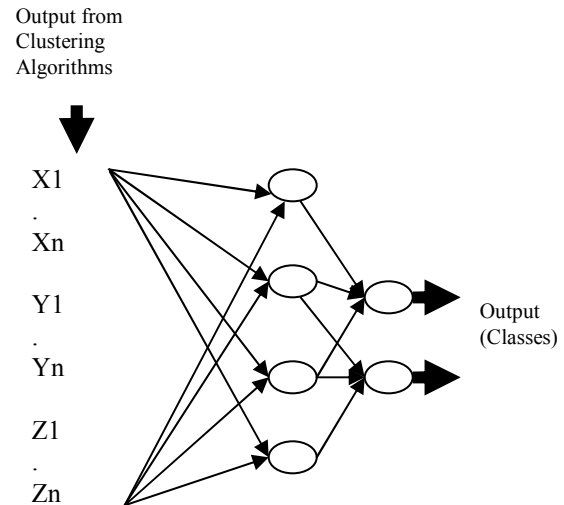 Output from
Clustering
Algorithms
X1
.
Xn
Y1
.
Yn
Z1
.
Zn
Output
(Classes)